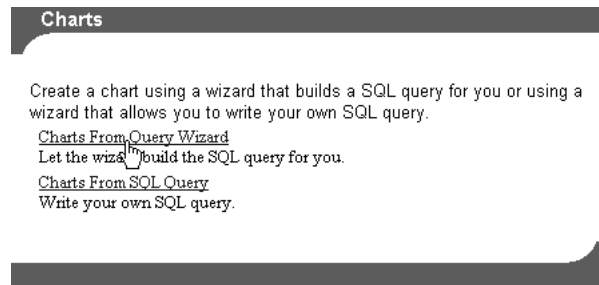 Charts
Create a chart using a wizard that builds a SQL query for you or using a
wizard that allows you to write your own SQL query.
Charts From Query Wizard
Let the wiza build the SQL query for you.
Charts From SQL Query
Write your own SQL query.